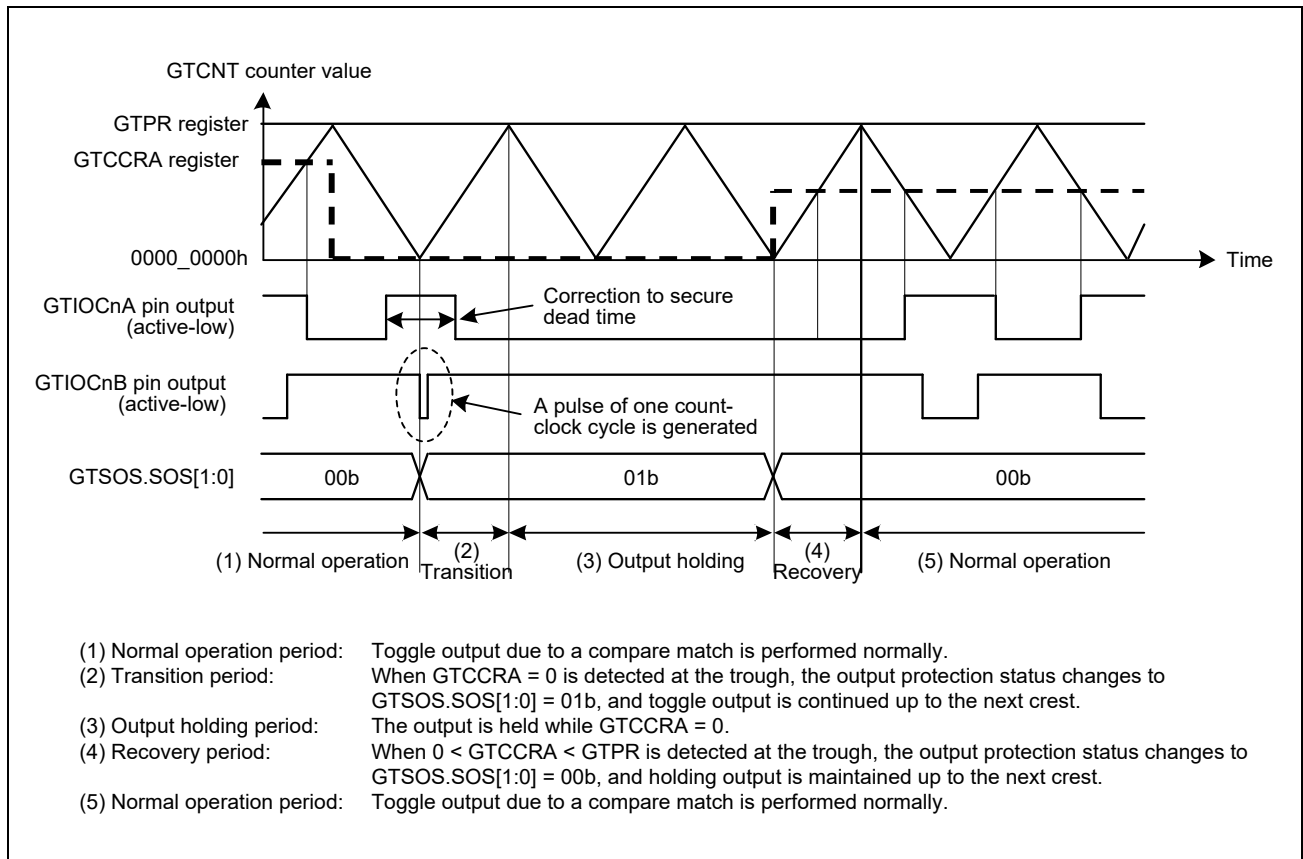 GTCNT counter value
GTPR register
GTCCRA register
0000_0000h
Time
GTIOCnA pin output
(active-low)
Correction to secure
dead time
GTIOCnB pin output
(active-low)
A pulse of one count-
clock cycle is generated
GTSOS.SOS[1:0]
00b
01b
00b
(1) Normal operation
(2)
Transition
(3) Output holding
(4)
Recovery
(5) Normal operation
(1) Normal operation period: Toggle output due to a compare match is performed normally.
(2) Transition period: When GTCCRA = 0 is detected at the trough, the output protection status changes to
GTSOS.SOS[1:0] = 01b, and toggle output is continued up to the next crest.
(3) Output holding period: The output is held while GTCCRA = 0.
(4) Recovery period: When 0 < GTCCRA < GTPR is detected at the trough, the output protection status changes to
GTSOS.SOS[1:0] = 00b, and holding output is maintained up to the next crest.
(5) Normal operation period: Toggle output due to a compare match is performed normally.